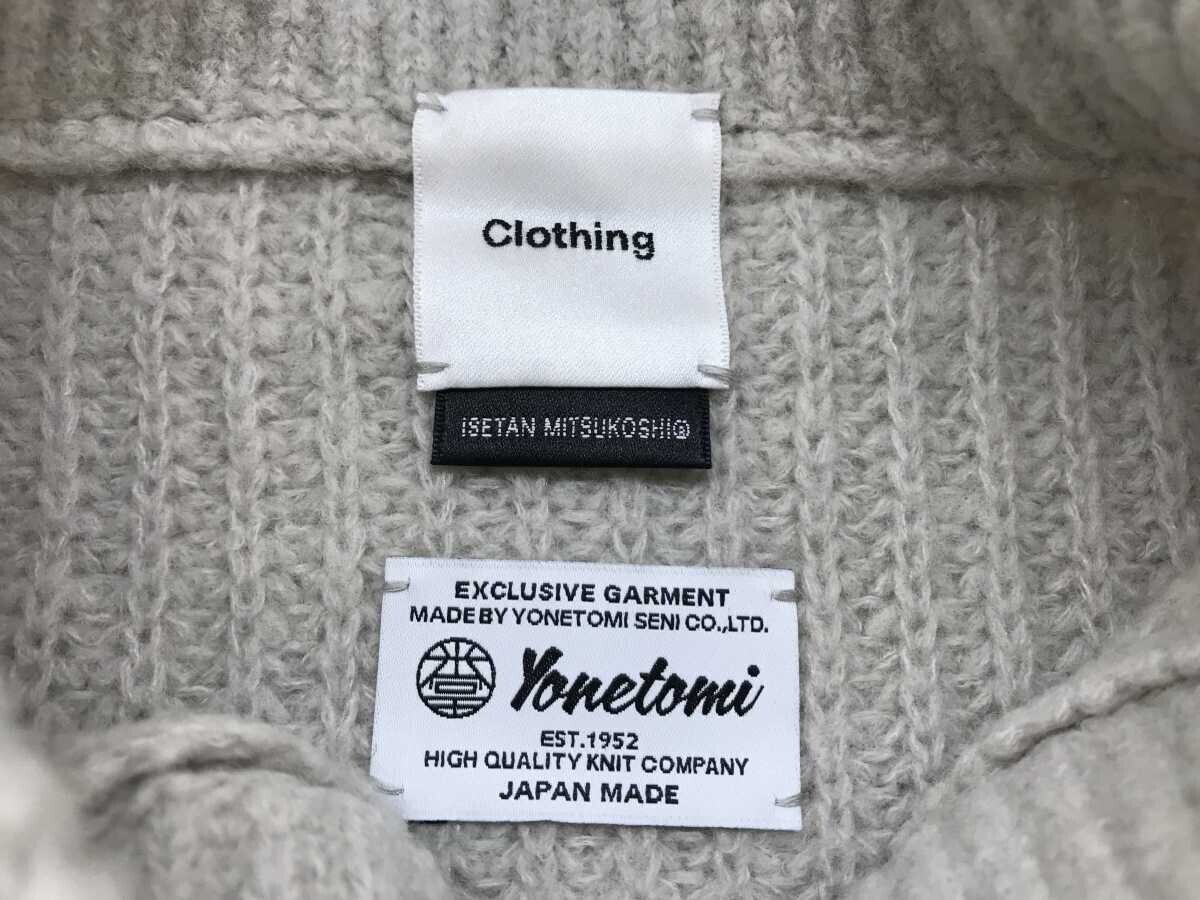 Clothing
ISETAN MITSUKOSHI®
EXCLUSIVE GARMENT
MADE BY YONETOMI SENI CO.,LTD.
Yonetomi
EST.1952
HIGH QUALITY KNIT COMPANY
JAPAN MADE